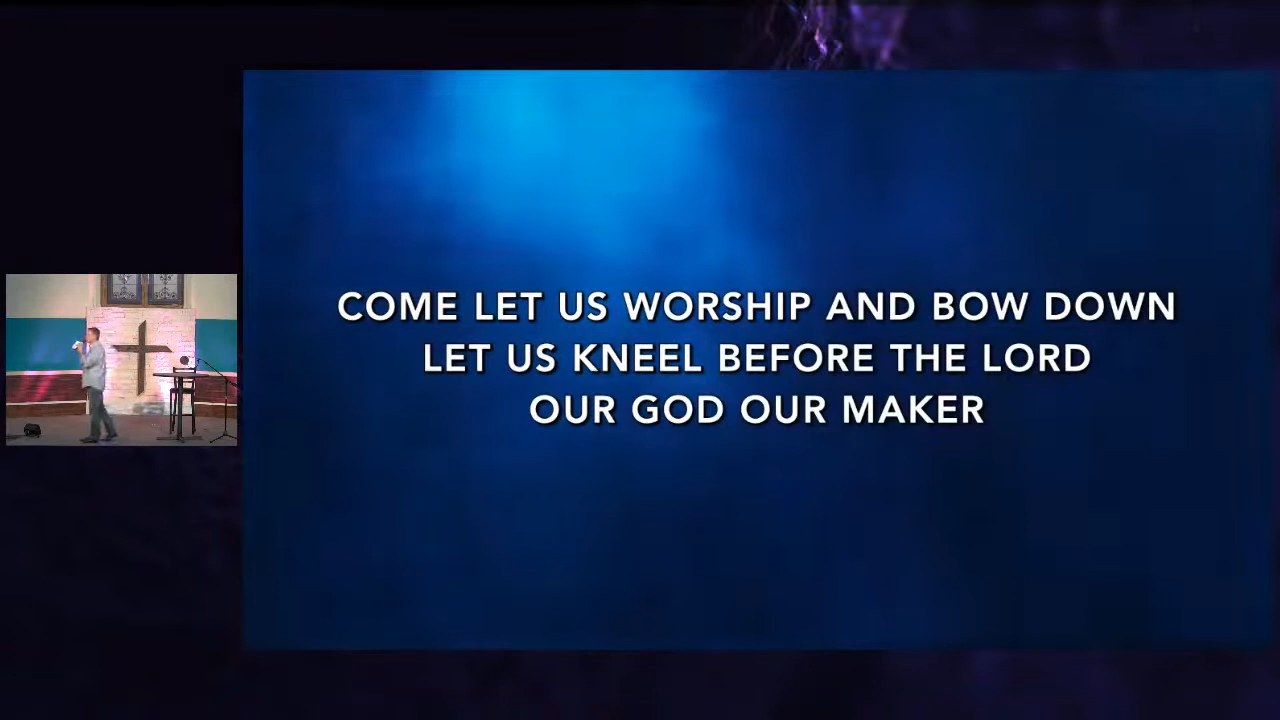 COME LET US WORSHIP AND BOW DOWN
LET US KNEEL BEFORE THE LORD
OUR GOD OUR MAKER